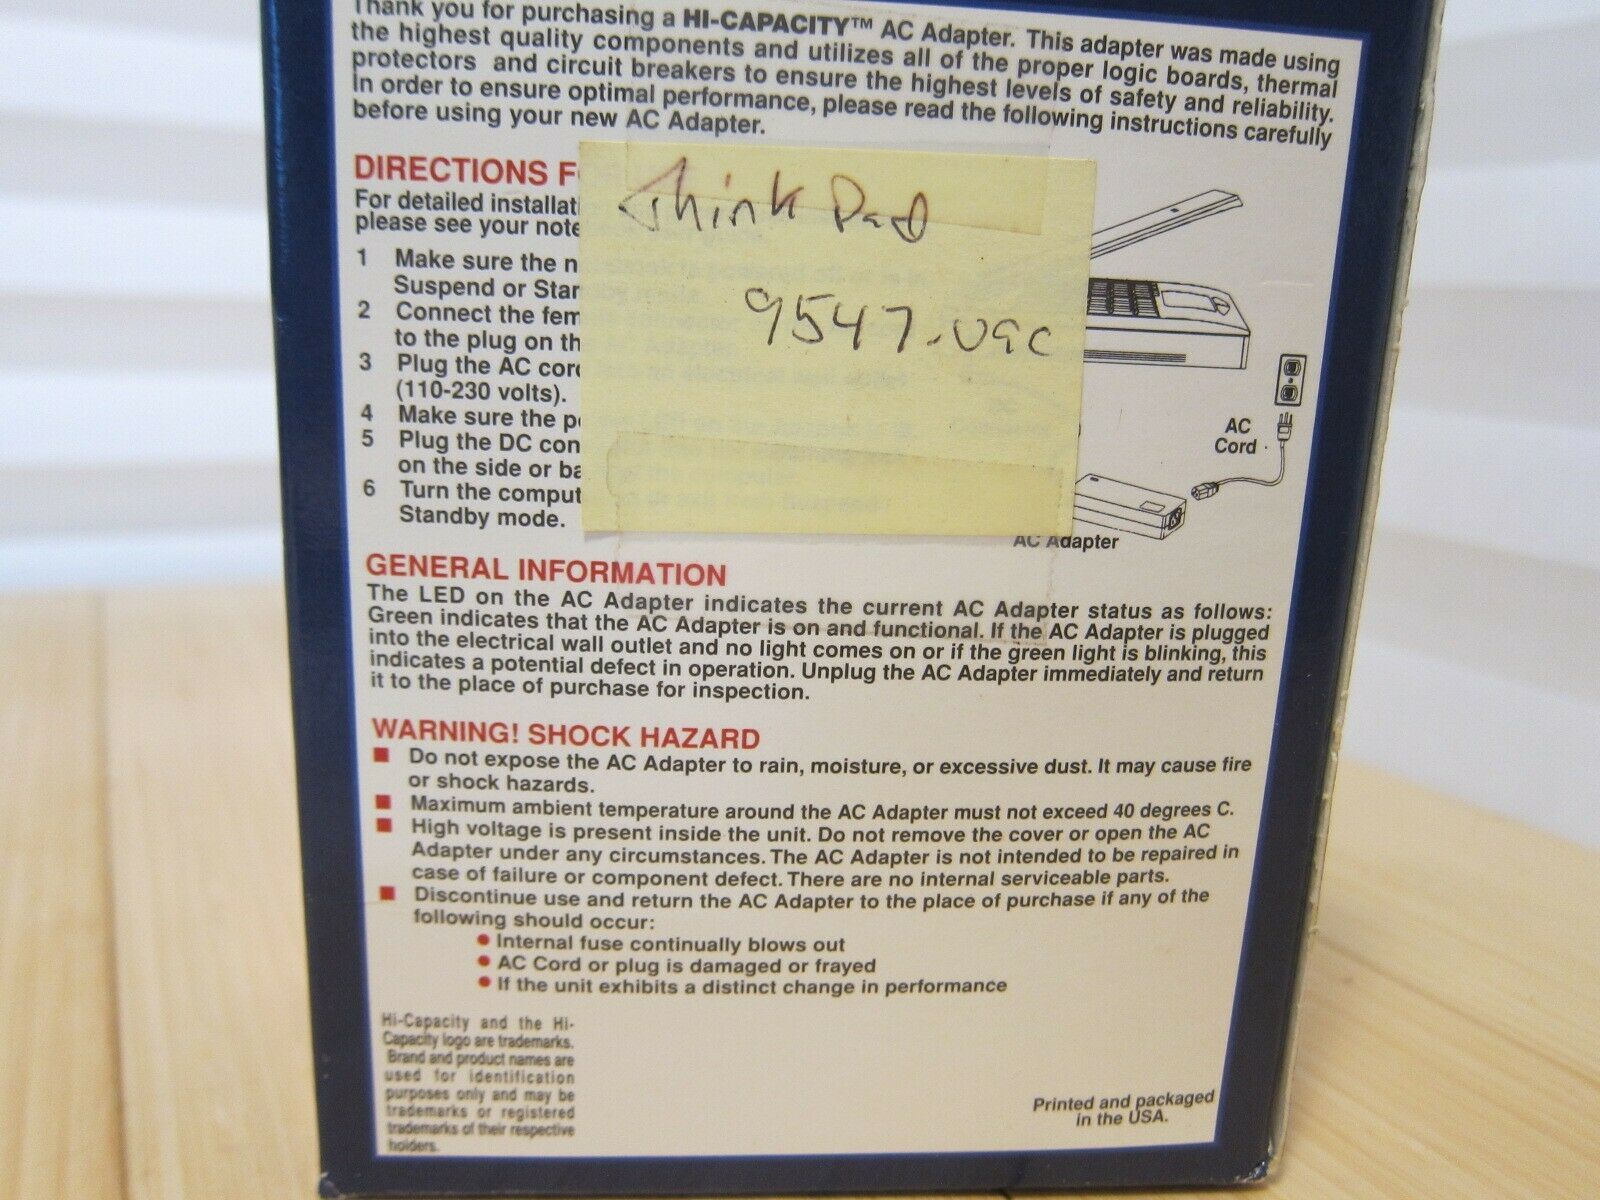 Thank you for purchasing a HI-CAPACITY™ AC Adapter. This adapter was made using
the highest quality components and utilizes all of the proper logic boards, thermal
protectors and circuit breakers to ensure the highest levels of safety and reliability.
In order to ensure optimal performance, please read the following instructions carefully
before using your new AC Adapter.
DIRECTIONS F
For detailed installati
please see your note
1 Make sure the n
Suspend or Stan
2 Connect the fem
to the plug on th
3 Plug the AC cord
(110-230 volts).
4 Make sure the po
5 Plug the DC con
on the side or ba
6 Turn the comput
Standby mode.
ThinkPad
9547-U9C
AC
Cord
AC Adapter
GENERAL INFORMATION
The LED on the AC Adapter indicates the current AC Adapter status as follows:
Green indicates that the AC Adapter is on and functional. If the AC Adapter is plugged
into the electrical wall outlet and no light comes on or if the green light is blinking, this
indicates a potential defect in operation. Unplug the AC Adapter immediately and return
it to the place of purchase for inspection.
WARNING! SHOCK HAZARD
■ Do not expose the AC Adapter to rain, moisture, or excessive dust. It may cause fire
or shock hazards.
■ Maximum ambient temperature around the AC Adapter must not exceed 40 degrees C.
■ High voltage is present inside the unit. Do not remove the cover or open the AC
Adapter under any circumstances. The AC Adapter is not intended to be repaired in
case of failure or component defect. There are no internal serviceable parts.
■ Discontinue use and return the AC Adapter to the place of purchase if any of the
following should occur:
• Internal fuse continually blows out
• AC Cord or plug is damaged or frayed
• If the unit exhibits a distinct change in performance
Hi-Capacity and the Hi-
Capacity logo are trademarks.
Brand and product names are
used for identification
purposes only and may be
trademarks or registered
trademarks of their respective
holders.
Printed and packaged
in the USA.